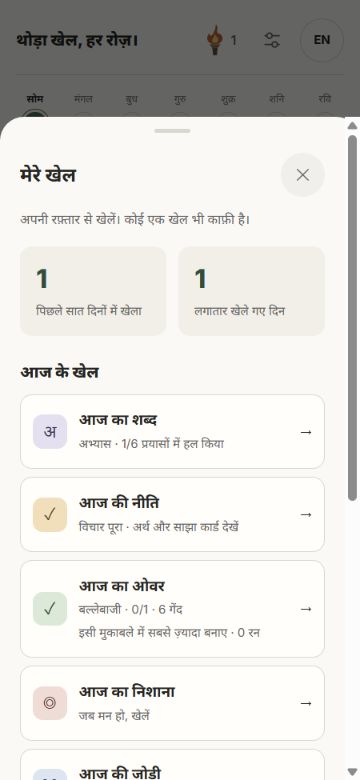 थोड़ा खेल, हर रोज़।
1
EN
सोम मंगल बुध गुरु शुक्र शनि रवि
मेरे खेल
अपनी रफ़्तार से खेलें। कोई एक खेल भी काफ़ी है।
1 1
पिछले सात दिनों में खेला लगातार खेले गए दिन
आज के खेल
अ
आज का शब्द
अभ्यास · 1/6 प्रयासों में हल किया
→
आज की नीति
विचार पूरा · अर्थ और साझा कार्ड देखें
→
आज का ओवर
बल्लेबाजी · 0/1 · 6 गेंद
इसी मुकाबले में सबसे ज़्यादा बनाए · 0 रन
→
आज का निशाना
जब मन हो, खेलें
→
आज की जोड़ी